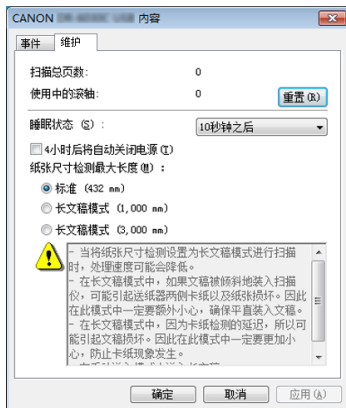 CANON USB 内容
事件 维护
扫描总页数: 0
使用中的滚轴: 0 重置(R)
睡眠状态 (S): 10秒钟之后
4小时后将自动关闭电源(T)
纸张尺寸检测最大长度(M):
标准 (432 mm)
长文稿模式 (1,000 mm)
长文稿模式 (3,000 mm)
- 当将纸张尺寸检测设置为长文稿模式进行扫描
时,处理速度可能会降低。
- 在长文稿模式中,如果文稿被倾斜地装入扫描
仪,可能引起送纸器两侧卡纸以及纸张损坏。因此
在此模式中一定要额外小心,确保平直装入文稿。
- 在长文稿模式中,因为卡纸检测的延迟,所以可
能引起文稿损坏。因此在此模式中一定要更加小
心,防止卡纸现象发生。
确定 取消 应用(A)